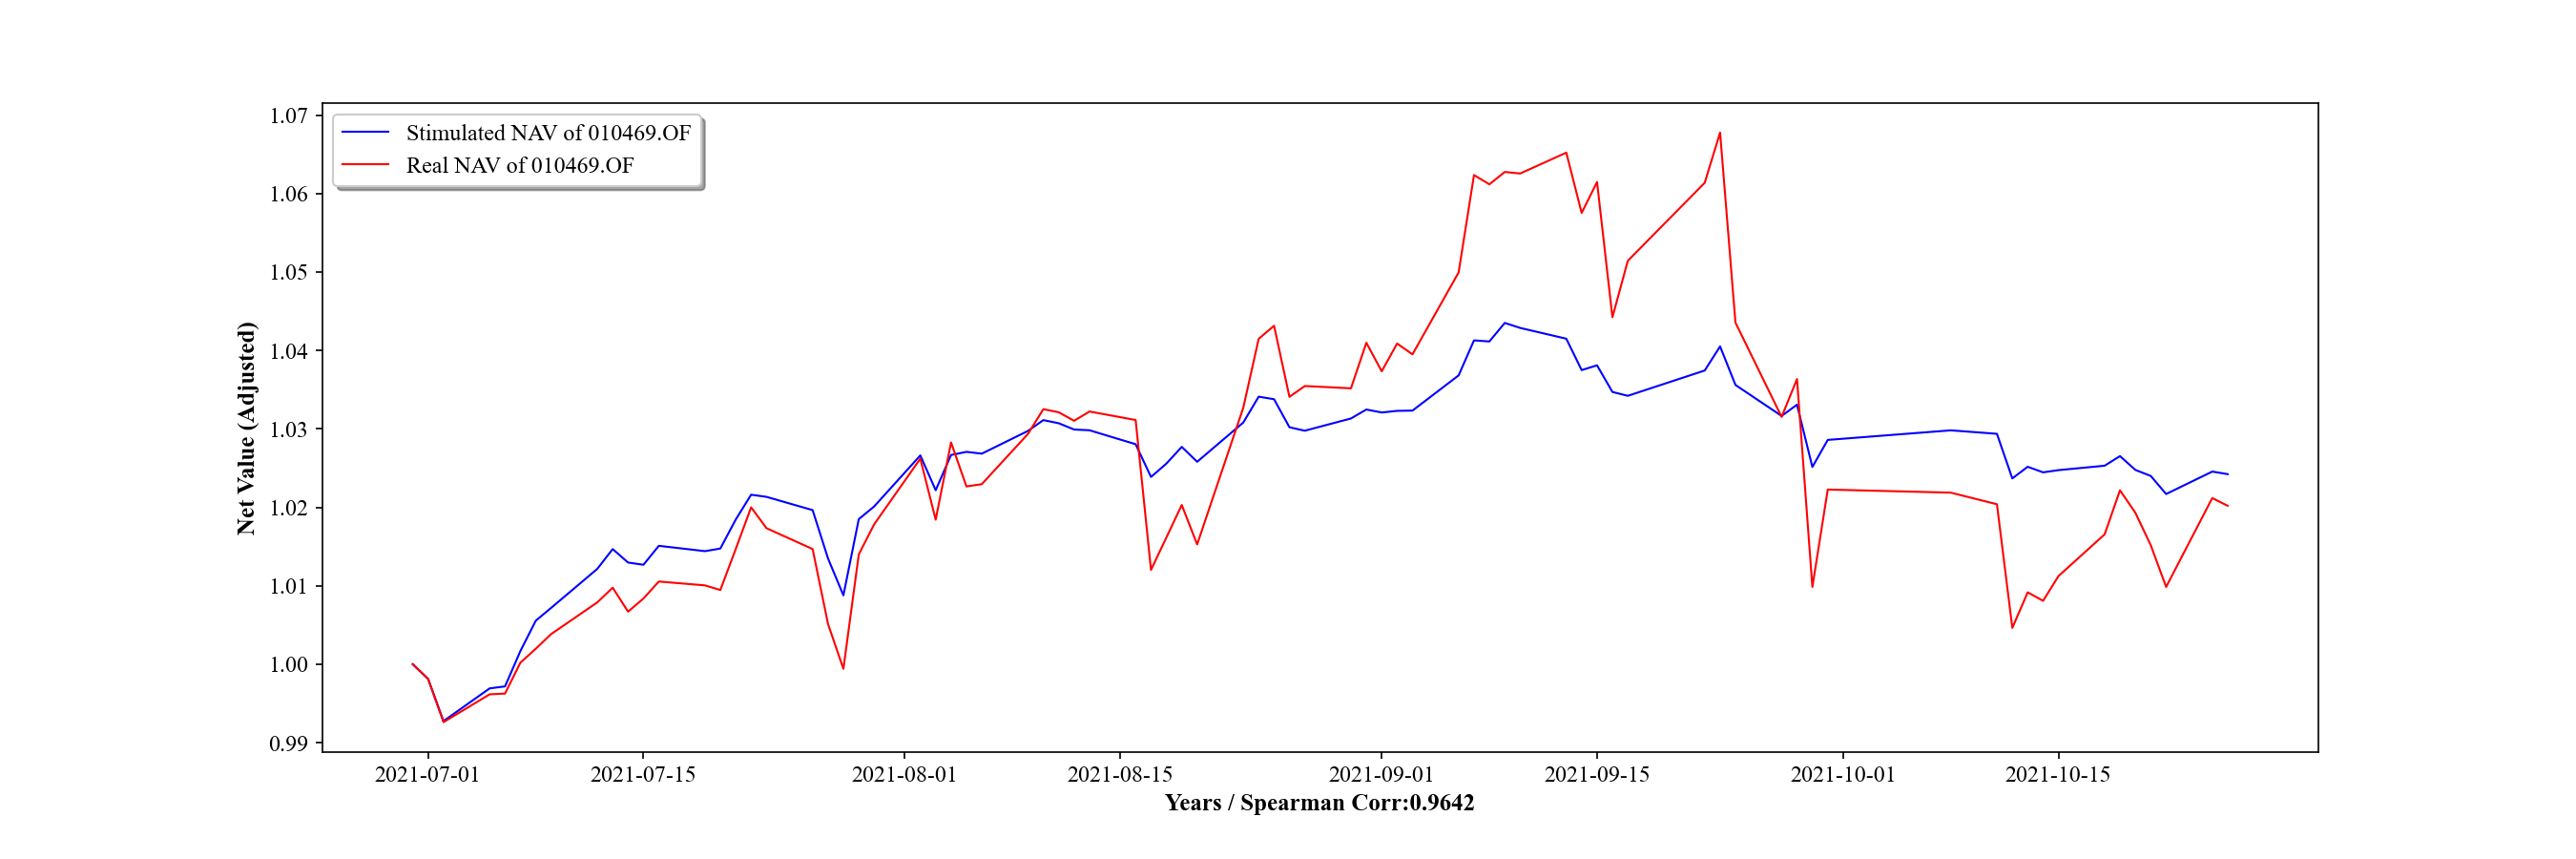 Stimulated NAV of 010469.OF
Real NAV of 010469.OF
Net Value (Adjusted)
1.07
1.06
1.05
1.04
1.03
1.02
1.01
1.00
0.99
2021-07-01 2021-07-15 2021-08-01 2021-08-15 2021-09-01 2021-09-15 2021-10-01 2021-10-15
Years / Spearman Corr:0.9642